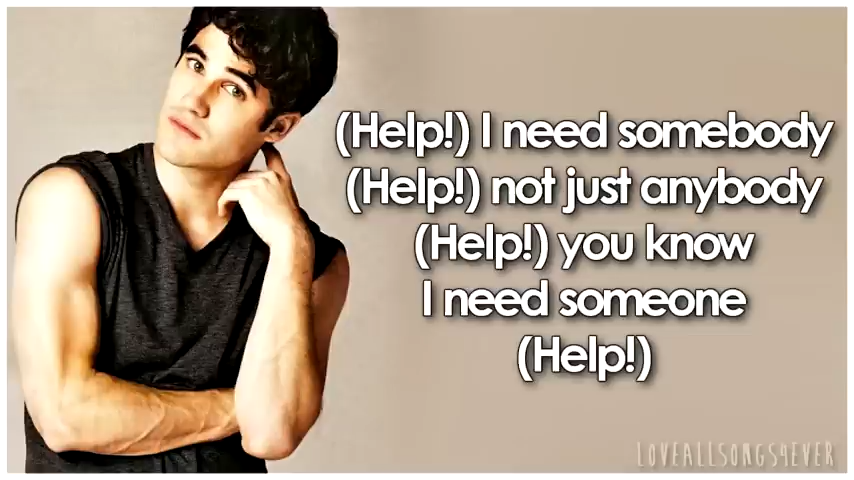 (Help!) I need somebody
(Help!) not just anybody
(Help!) you know
I need someone
(Help!)
LOVEALLSONGS4EVER